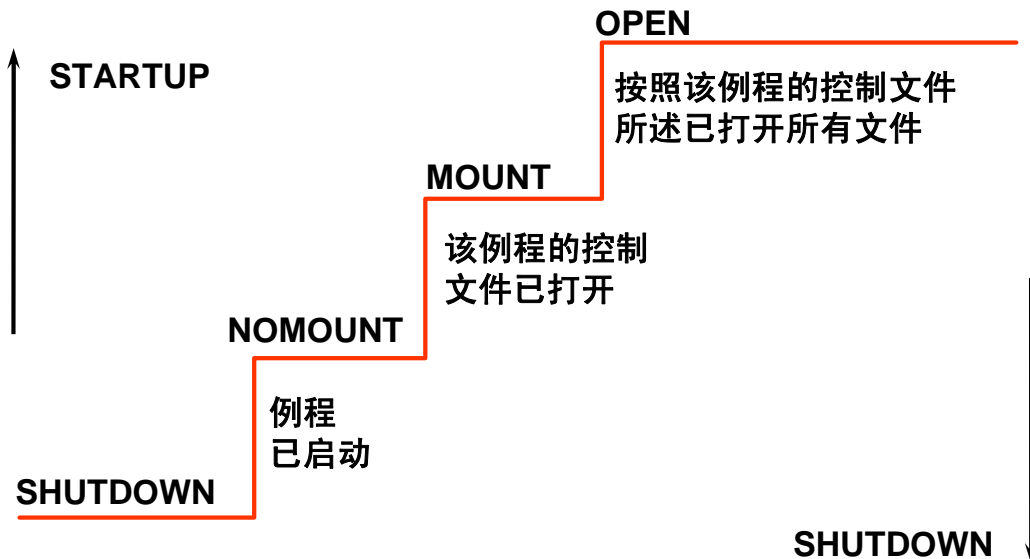 OPEN
STARTUP
按照该例程的控制文件
所述已打开所有文件
MOUNT
该例程的控制
文件已打开
NOMOUNT
例程
已启动
SHUTDOWN
SHUTDOWN